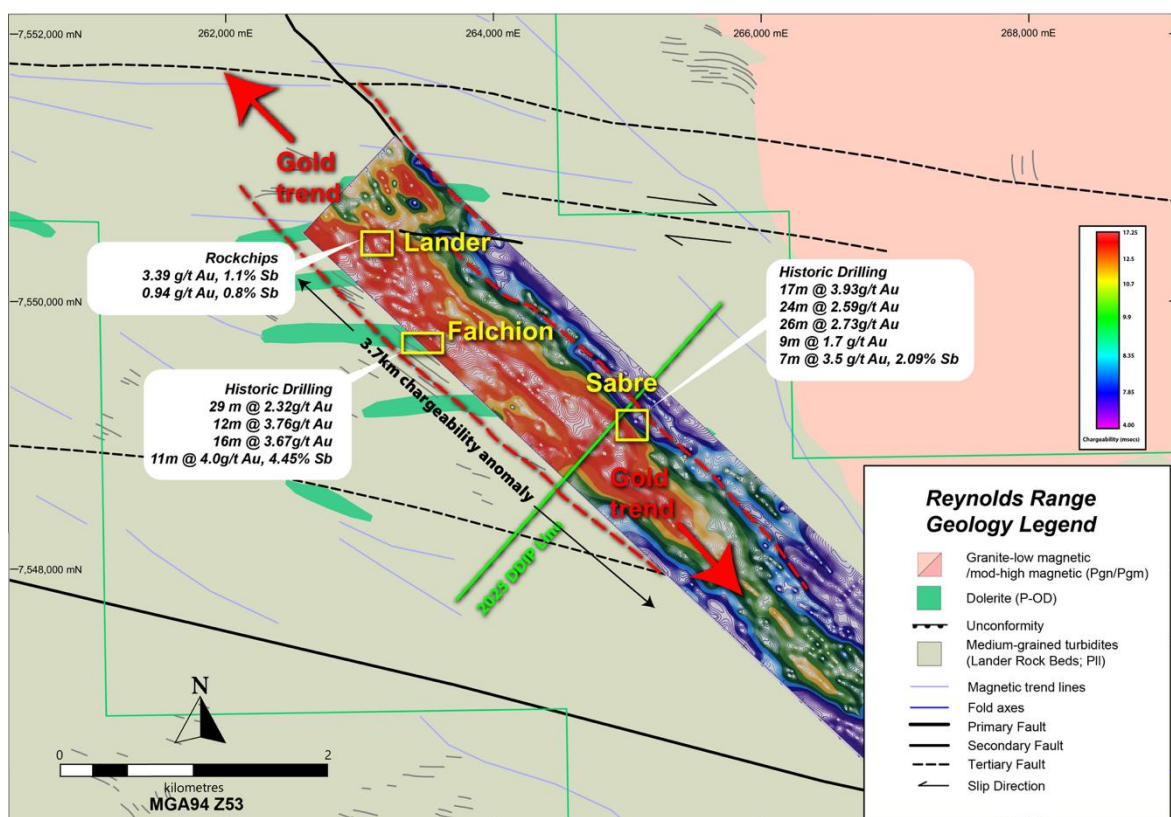 7,552,000 mN
262,000 mE
264,000 mE
266,000 mE
268,000 mE
Gold
trend
Lander
Rockchips
3.39 g/t Au, 1.1% Sb
0.94 g/t Au, 0.8% Sb
7,550,000 mN
Historic Drilling
17m @ 3.93g/t Au
24m @ 2.59g/t Au
26m @ 2.73g/t Au
9m @ 1.7 g/t Au
7m @ 3.5 g/t Au, 2.09% Sb
17.25
12.5
10.7
9.9
8.35
7.85
4.00
Chargeability (msecs)
Falchion
Sabre
Historic Drilling
29 m @ 2.32g/t Au
12m @ 3.76g/t Au
16m @ 3.67g/t Au
11m @ 4.0g/t Au, 4.45% Sb
3.7km chargeability anomaly
Gold
trend
2025 DDIP Line
7,548,000 mN
Reynolds Range
Geology Legend
Granite-low magnetic
/mod-high magnetic (Pgn/Pgm)
Dolerite (P-OD)
Unconformity
Medium-grained turbidites
(Lander Rock Beds; Pll)
Magnetic trend lines
Fold axes
Primary Fault
Secondary Fault
Tertiary Fault
Slip Direction
N
0
2
kilometres
MGA94 Z53